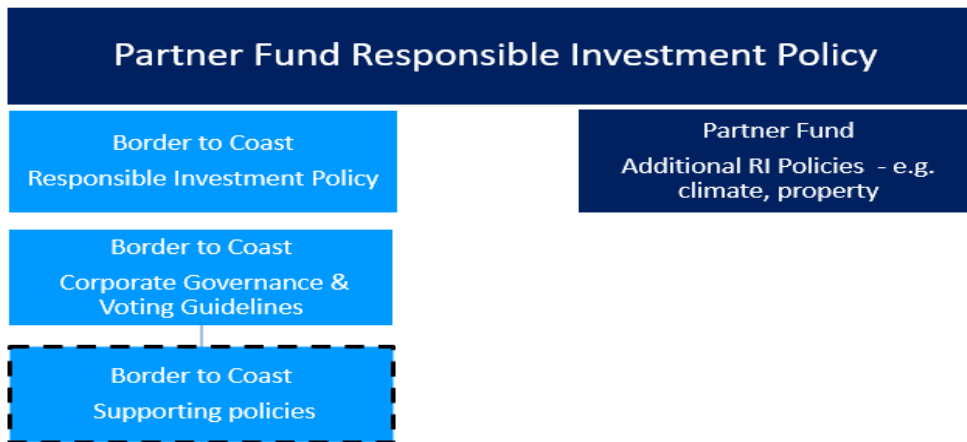 Partner Fund Responsible Investment Policy
Border to Coast
Responsible Investment Policy
Partner Fund
Additional RI Policies - e.g.
climate, property
Border to Coast
Corporate Governance &
Voting Guidelines
Border to Coast
Supporting policies